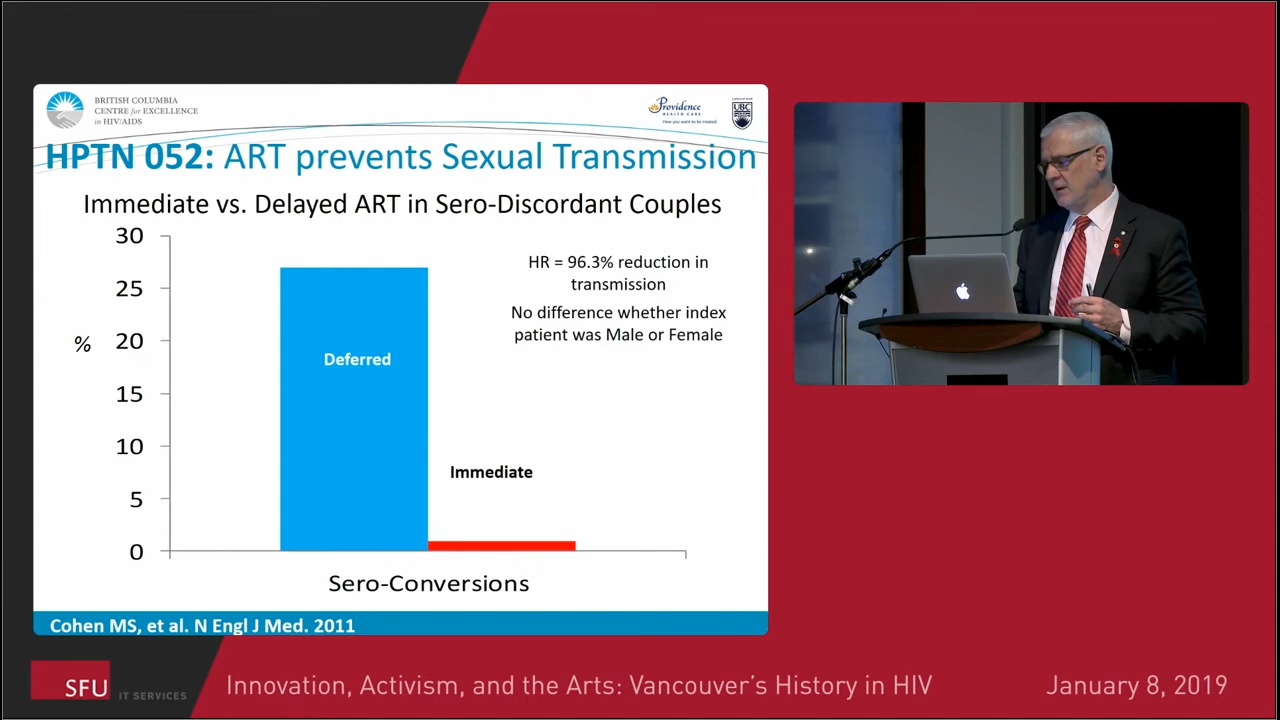 BRITISH COLUMBIA
CENTRE for EXCELLENCE
in HIV/AIDS
Providence
HEALTH CARE
How you want to be treated.
UBC
HPTN 052: ART prevents Sexual Transmission
Immediate vs. Delayed ART in Sero-Discordant Couples
30
25
20
15
10
5
0
%
HR = 96.3% reduction in
transmission
No difference whether index
patient was Male or Female
Deferred
Immediate
Sero-Conversions
Cohen MS, et al. N Engl J Med. 2011
SFU IT SERVICES
Innovation, Activism, and the Arts: Vancouver's History in HIV
January 8, 2019